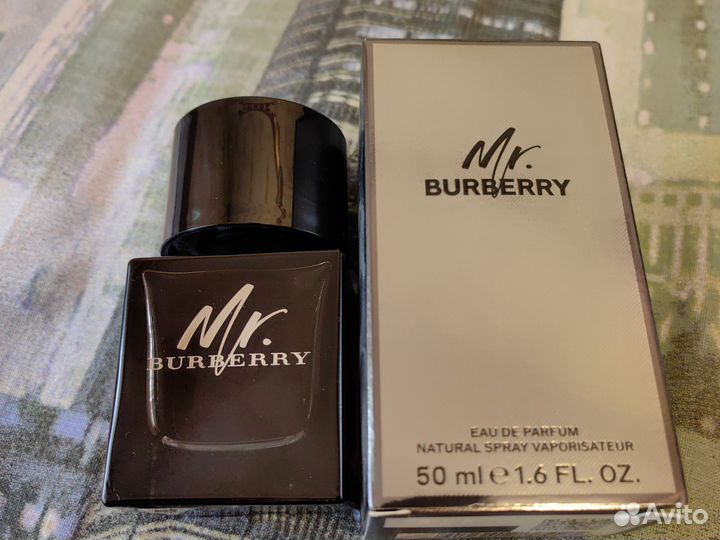 Mr.
BURBERRY
Mr.
BURBERRY
EAU DE PARFUM
NATURAL SPRAY VAPORISATEUR
50 ml e 1.6 FL. OZ.
Avito